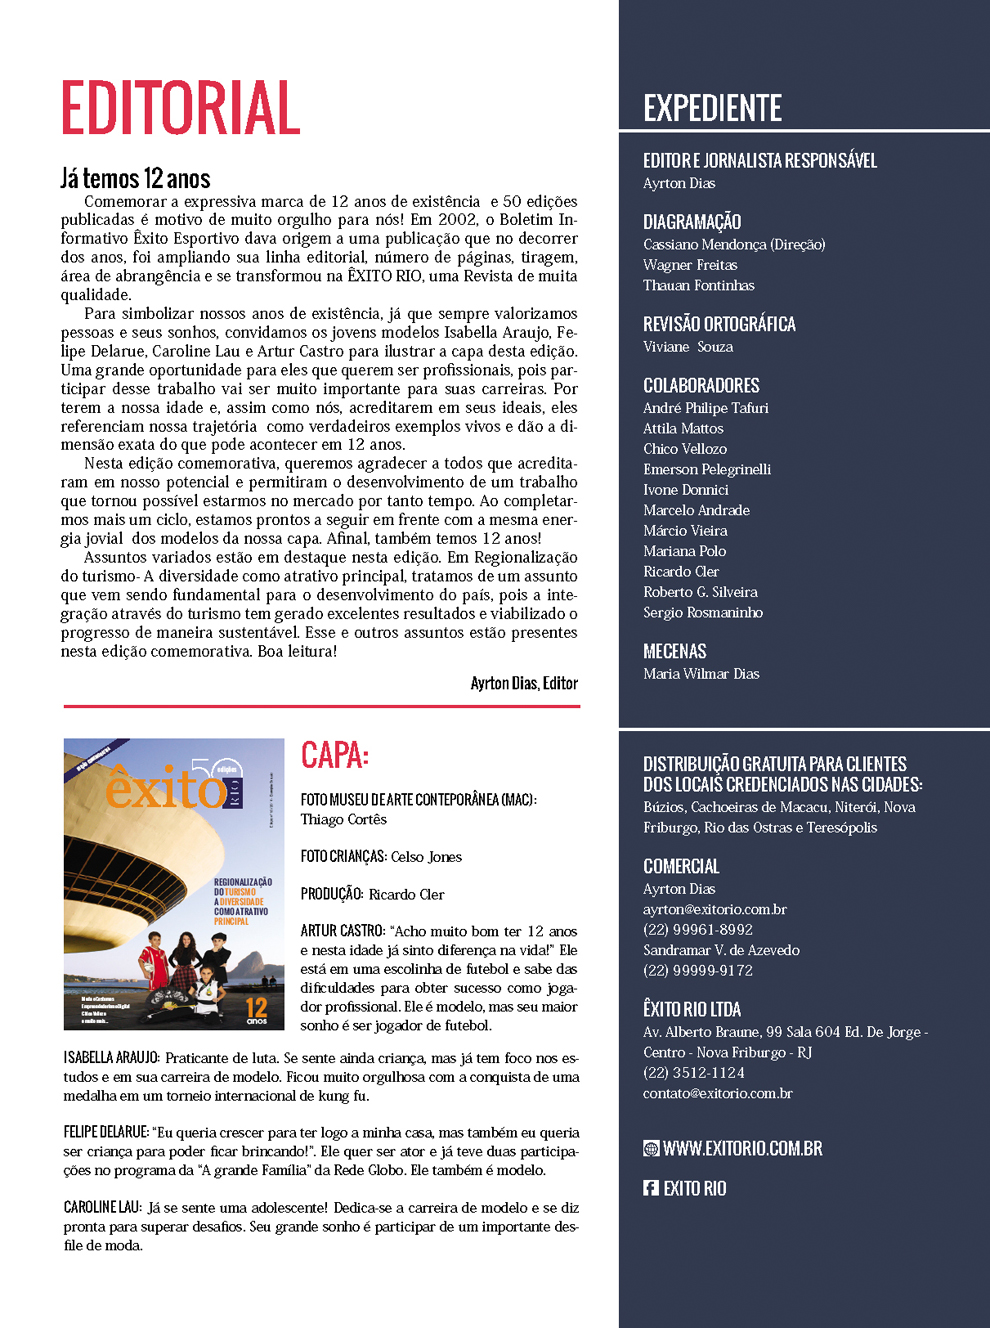 EDITORIAL
Já temos 12 anos
Comemorar a expressiva marca de 12 anos de existência e 50 edições
publicadas é motivo de muito orgulho para nós! Em 2002, o Boletim In-
formativo Êxito Esportivo dava origem a uma publicação que no decorrer
dos anos, foi ampliando sua linha editorial, número de páginas, tiragem,
área de abrangência e se transformou na ÊXITO RIO, uma Revista de muita
qualidade.
Para simbolizar nossos anos de existência, já que sempre valorizamos
pessoas e seus sonhos, convidamos os jovens modelos Isabella Araujo, Fe-
lipe Delarue, Caroline Lau e Artur Castro para ilustrar a capa desta edição.
Uma grande oportunidade para eles que querem ser profissionais, pois par-
ticipar desse trabalho vai ser muito importante para suas carreiras. Por
terem a nossa idade e, assim como nós, acreditarem em seus ideais, eles
referenciam nossa trajetória como verdadeiros exemplos vivos e dão a di-
mensão exata do que pode acontecer em 12 anos.
Nesta edição comemorativa, queremos agradecer a todos que acredita-
ram em nosso potencial e permitiram o desenvolvimento de um trabalho
que tornou possível estarmos no mercado por tanto tempo. Ao completar-
mos mais um ciclo, estamos prontos a seguir em frente com a mesma ener-
gia jovial dos modelos da nossa capa. Afinal, também temos 12 anos!
Assuntos variados estão em destaque nesta edição. Em Regionalização
do turismo- A diversidade como atrativo principal, tratamos de um assunto
que vem sendo fundamental para o desenvolvimento do país, pois a inte-
gração através do turismo tem gerado excelentes resultados e viabilizado o
progresso de maneira sustentável. Esse e outros assuntos estão presentes
nesta edição comemorativa. Boa leitura!
Ayrton Dias, Editor
50
edições
êxito
RIO
REGIONALIZAÇÃO
DO TURISMO
A DIVERSIDADE
COMO ATRATIVO
PRINCIPAL
12
anos
CAPA:
FOTO MUSEU DE ARTE CONTEPORÂNEA (MAC):
Thiago Cortês
FOTO CRIANÇAS: Celso Jones
PRODUÇÃO: Ricardo Cler
ARTUR CASTRO: “Acho muito bom ter 12 anos
e nesta idade já sinto diferença na vida!” Ele
está em uma escolinha de futebol e sabe das
dificuldades para obter sucesso como joga-
dor profissional. Ele é modelo, mas seu maior
sonho é ser jogador de futebol.
ISABELLA ARAUJO: Praticante de luta. Se sente ainda criança, mas já tem foco nos es-
tudos e em sua carreira de modelo. Ficou muito orgulhosa com a conquista de uma
medalha em um torneio internacional de kung fu.
FELIPE DELARUE: “Eu queria crescer para ter logo a minha casa, mas também eu queria
ser criança para poder ficar brincando!”. Ele quer ser ator e já teve duas participa-
ções no programa da “A grande Família” da Rede Globo. Ele também é modelo.
CAROLINE LAU: Já se sente uma adolescente! Dedica-se a carreira de modelo e se diz
pronta para superar desafios. Seu grande sonho é participar de um importante des-
file de moda.
EXPEDIENTE
EDITOR E JORNALISTA RESPONSÁVEL
Ayrton Dias
DIAGRAMAÇÃO
Cassiano Mendonça (Direção)
Wagner Freitas
Thauan Fontinhas
REVISÃO ORTOGRÁFICA
Viviane Souza
COLABORADORES
André Philipe Tafuri
Attila Mattos
Chico Vellozo
Emerson Pelegrinelli
Ivone Donnici
Marcelo Andrade
Márcio Vieira
Mariana Polo
Ricardo Cler
Roberto G. Silveira
Sergio Rosmaninho
MECENAS
Maria Wilmar Dias
DISTRIBUIÇÃO GRATUITA PARA CLIENTES
DOS LOCAIS CREDENCIADOS NAS CIDADES:
Búzios, Cachoeiras de Macacu, Niterói, Nova
Friburgo, Rio das Ostras e Teresópolis
COMERCIAL
Ayrton Dias
ayrton@exitorio.com.br
(22) 99961-8992
Sandramar V. de Azevedo
(22) 99999-9172
ÊXITO RIO LTDA
Av. Alberto Braune, 99 Sala 604 Ed. De Jorge -
Centro - Nova Friburgo - RJ
(22) 3512-1124
contato@exitorio.com.br
WWW.EXITORIO.COM.BR
EXITO RIO